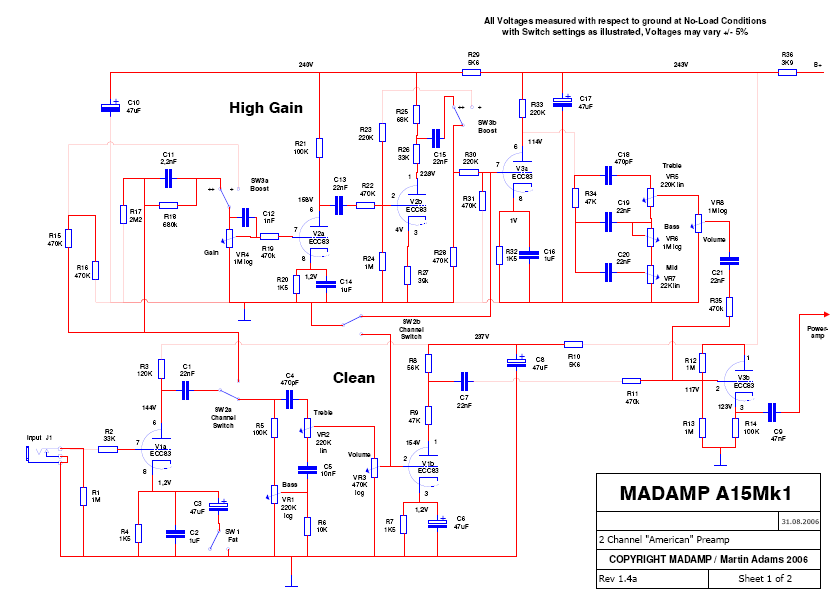 All Voltages measured with respect to ground at No-Load Conditions
with Switch settings as illustrated, Voltages may vary +/- 5%
240V
R29
5K6
243V
R36
3K9
B+
C10
47uF
+
High Gain
R21
100K
R23
220K
R25
68K
R26
33K
C15
22nF
SW3b
Boost
R33
220K
C17
47uF
+
114V
C11
2,2nF
SW3a
Boost
R17
2M2
R18
680k
C12
1nF
C13
22nF
R22
470K
228V
1
2
V2b
ECC83
4V
3
R30
220K
R31
470K
6
7
V3a
ECC83
8
1V
C18
470pF
Treble
VR5
220K lin
R34
47K
C19
22nF
Bass
VR6
1M log
VR8
1M log
Volume
C20
22nF
Mid
VR7
22K lin
C21
22nF
R35
470k
R15
470K
R16
470K
Gain
VR4
1M log
R19
470k
158V
6
7
V2a
ECC83
8
R20
1K5
1,2V
C14
1uF
R24
1M
R27
39k
R28
470K
R32
1K5
C16
1uF
SW2b
Channel
Switch
Power-
amp
237V
R3
120K
C1
22nF
SW2a
Channel
Switch
C4
470pF
Clean
R8
56K
C7
22nF
C8
47uF
+
R10
5K6
R11
470k
R12
1M
1
2
V3b
ECC83
117V
123V
3
144V
6
7
V1a
ECC83
8
1,2V
Input J1
R2
33K
R1
1M
R5
100K
Treble
VR2
220K
lin
C5
10nF
Bass
VR1
220K
log
R6
10K
Volume
VR3
470K
log
R9
47K
154V
1
2
V1b
ECC83
3
1,2V
R7
1K5
C6
47uF
+
R13
1M
R14
100K
C9
47nF
R4
1K5
C3
47uF
+
C2
1uF
SW1
Fat
MADAMP A15Mk1
31.08.2006
2 Channel "American" Preamp
COPYRIGHT MADAMP / Martin Adams 2006
Rev 1.4a
Sheet 1 of 2